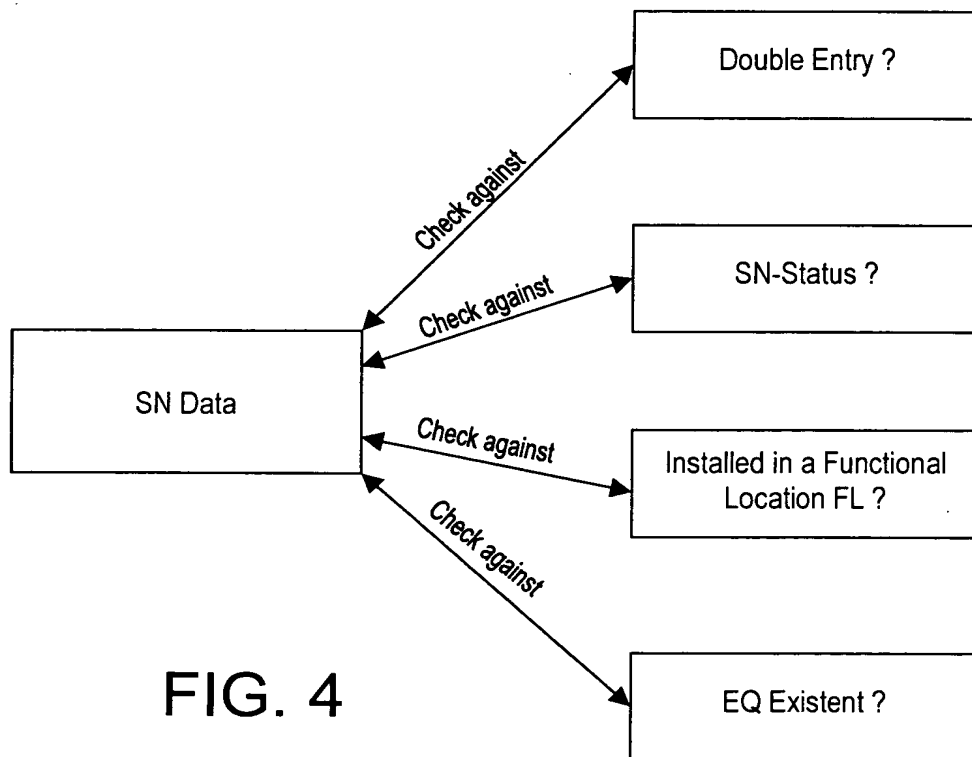 Double Entry ?
Check against
SN-Status ?
Check against
SN Data
Check against
Installed in a Functional
Location FL ?
Check against
EQ Existent ?
FIG. 4